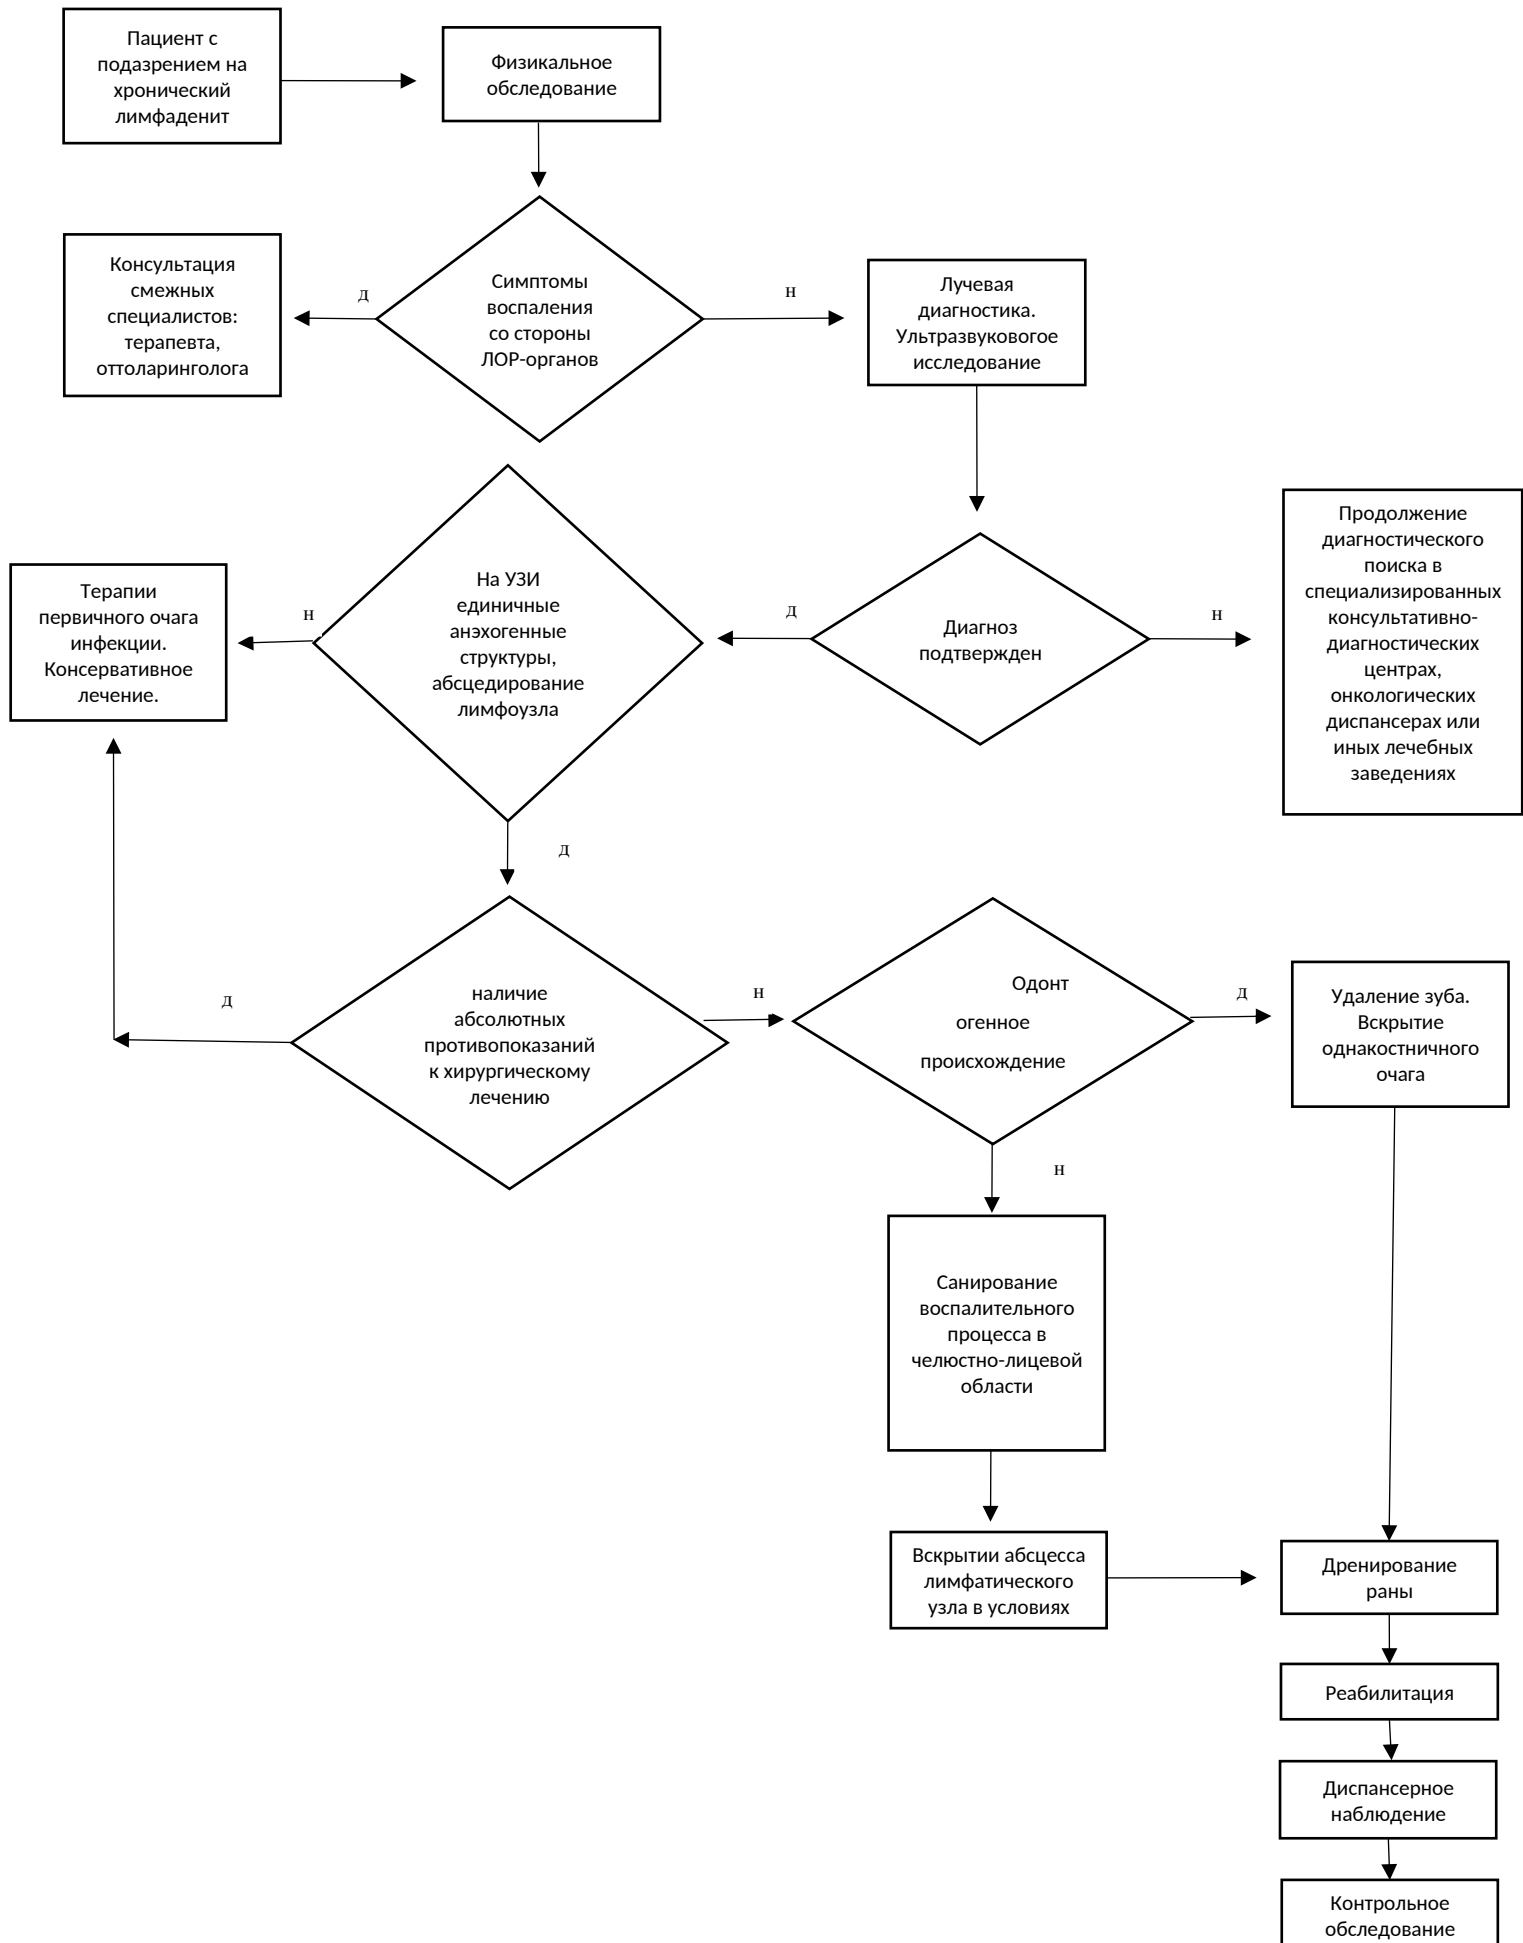 Пациент с
подазрением на
хронический
лимфаденит
Физикальное
обследование
Консультация
смежных
специалистов:
терапевта,
оттоларинголога
д
Симптомы
воспаления
со стороны
ЛОР-органов
н
Лучевая
диагностика.
Ультразвуковогое
исследование
Терапии
первичного очага
инфекции.
Консервативное
лечение.
н
На УЗИ
единичные
анэхогенные
структуры,
абсцедирование
лимфоузла
д
Диагноз
подтвержден
н
Продолжение
диагностического
поиска в
специализированных
консультативно-
диагностических
центрах,
онкологических
диспансерах или
иных лечебных
заведениях
д
д
наличие
абсолютных
противопоказаний
к хирургическому
лечению
н
Одонт
огенное
происхождение
д
Удаление зуба.
Вскрытие
однакостничного
очага
н
Санирование
воспалительного
процесса в
челюстно-лицевой
области
Вскрытии абсцесса
лимфатического
узла в условиях
Дренирование
раны
Реабилитация
Диспансерное
наблюдение
Контрольное
обследование